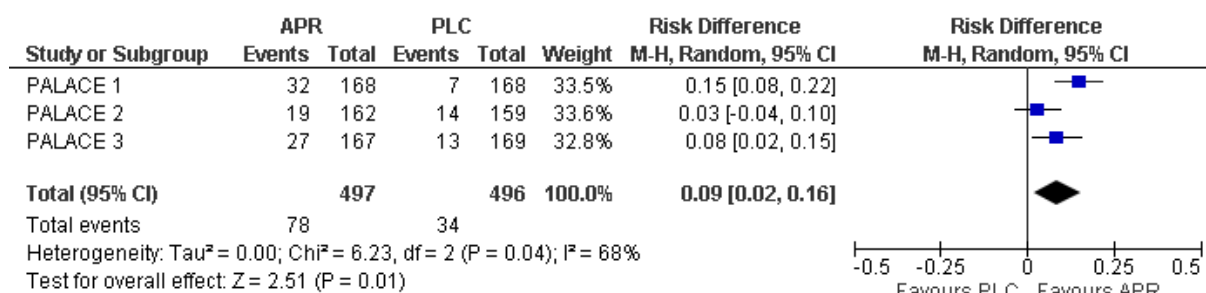 APR PLC Risk Difference Risk Difference
Study or Subgroup Events Total Events Total Weight M-H, Random, 95% CI M-H, Random, 95% CI
PALACE 1 32 168 7 168 33.5% 0.15 [0.08, 0.22]
PALACE 2 19 162 14 159 33.6% 0.03 [-0.04, 0.10]
PALACE 3 27 167 13 169 32.8% 0.08 [0.02, 0.15]
Total (95% CI) 497 496 100.0% 0.09 [0.02, 0.16]
Total events 78 34
Heterogeneity: Tau² = 0.00; Chi² = 6.23, df = 2 (P = 0.04); I² = 68%
Test for overall effect: Z = 2.51 (P = 0.01)
-0.5 -0.25 0 0.25 0.5
Favours PLC Favours APR